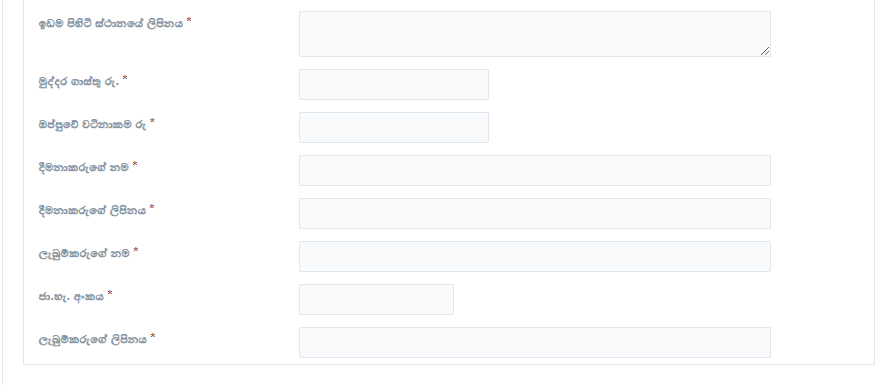 ඉඩම පිහිටි ස්ථානයේ ලිපිනය *
මුද්දර ගාස්තු රු. *
ඔප්පුවේ වටිනාකම රු *
දීමනාකරුගේ නම *
දීමනාකරුගේ ලිපිනය *
ලැබුම්කරුගේ නම *
ජා.හැ. අංකය *
ලැබුම්කරුගේ ලිපිනය *